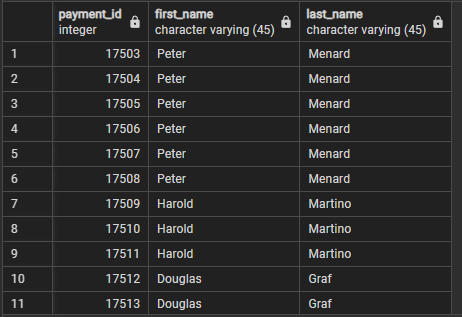 payment_id first_name last_name
integer character varying (45) character varying (45)
1 17503 Peter Menard
2 17504 Peter Menard
3 17505 Peter Menard
4 17506 Peter Menard
5 17507 Peter Menard
6 17508 Peter Menard
7 17509 Harold Martino
8 17510 Harold Martino
9 17511 Harold Martino
10 17512 Douglas Graf
11 17513 Douglas Graf